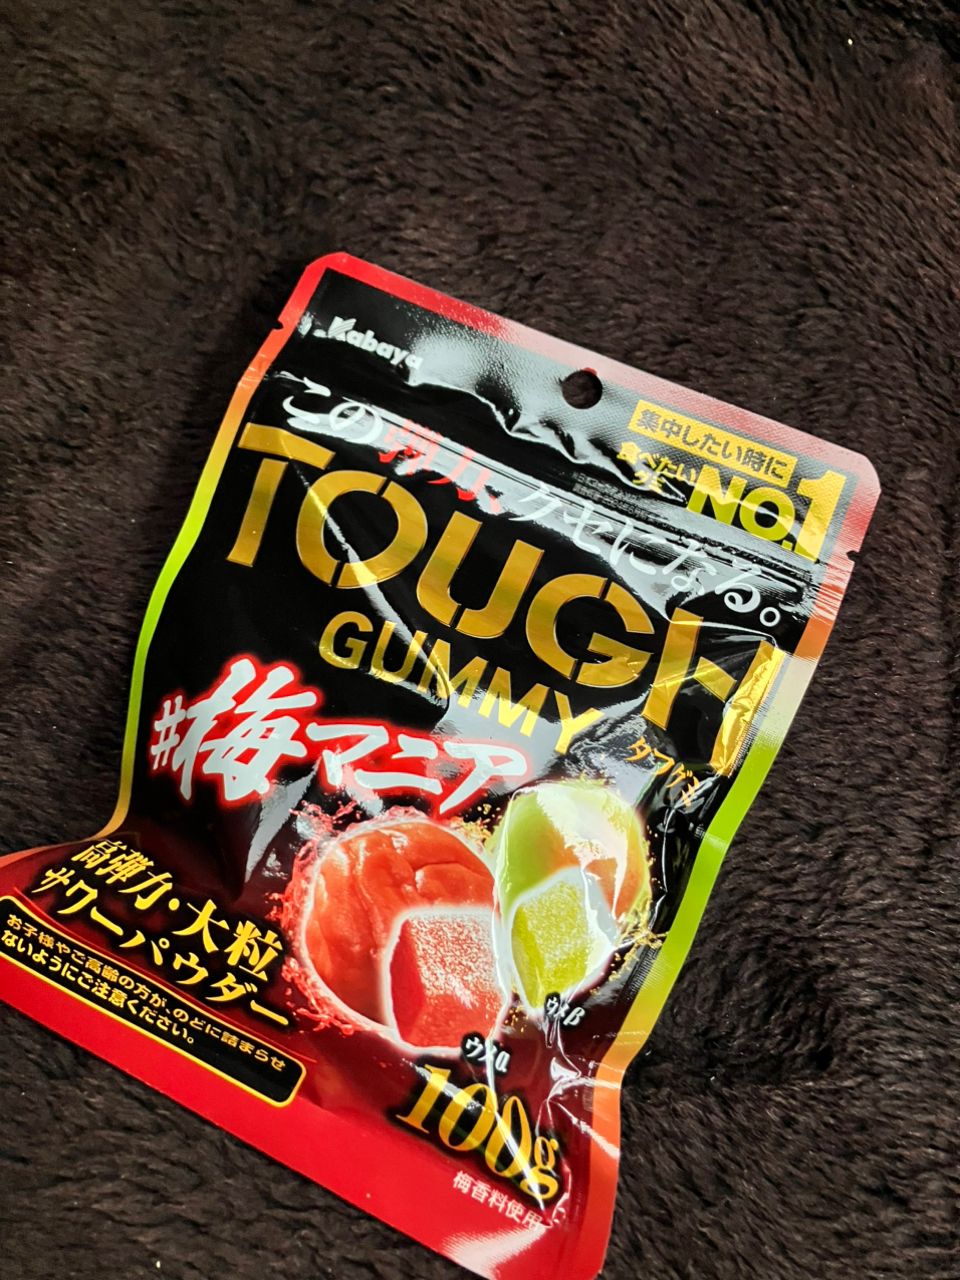 Kabaya
集中したい時に
食べたい
NO.1
この弾力、クセになる。
TOUGH
GUMMY
タフグミ
#梅マニア
高弾力・大粒
サワーパウダー
お子様やご高齢の方が、のどに詰まらせ
ないようにご注意ください。
ウメβ
ウメα
100g
梅香料使用